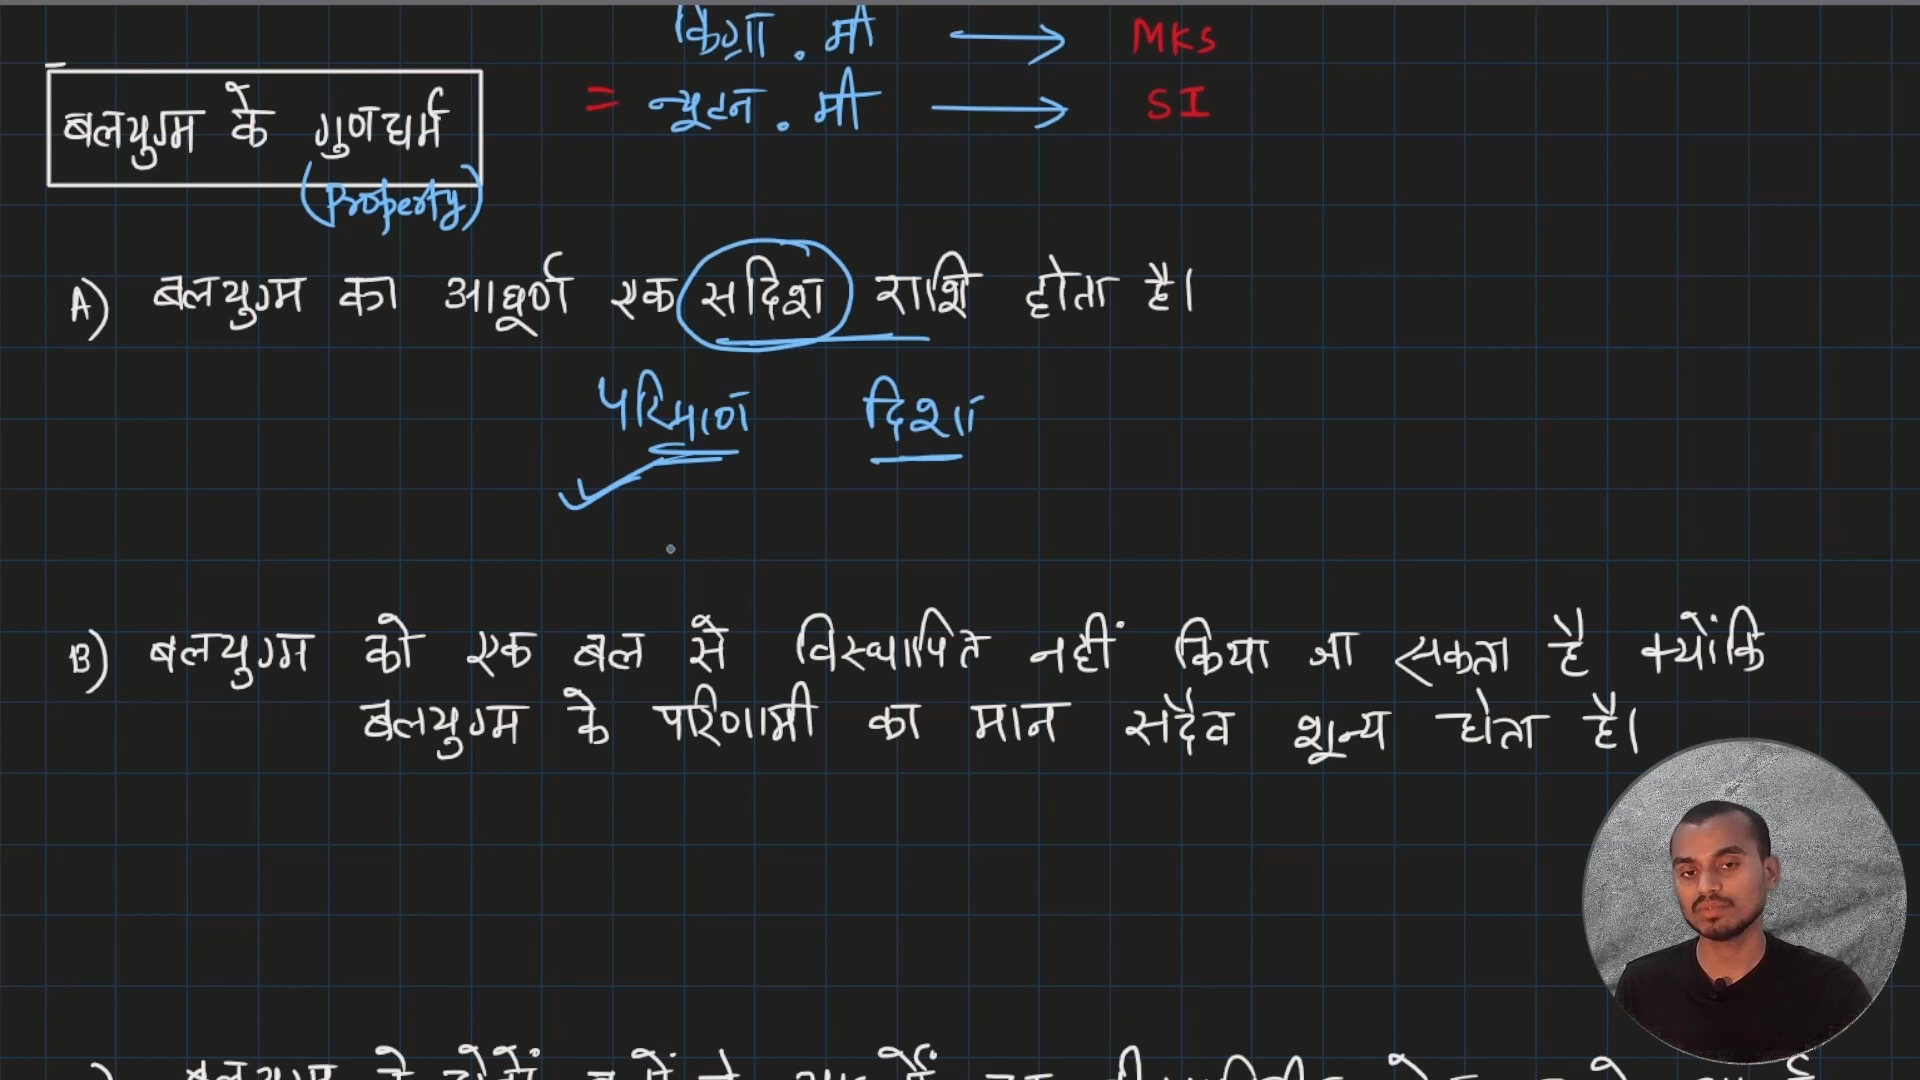 किग्रा . मी → MKS
= न्यूटन . मी → SI
बलयुग्म के गुणधर्म
(Property)
A) बलयुग्म का आघूर्ण एक सदिश राशि होता है।
परिमाण दिशा
B) बलयुग्म को एक बल से विस्थापित नहीं किया जा सकता है क्योंकि
बलयुग्म के परिणामी का मान सदैव शून्य होता है।